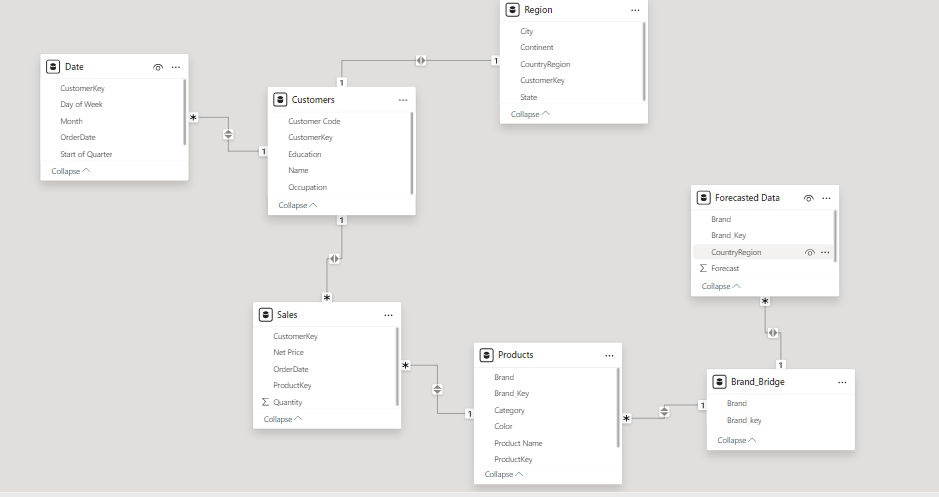 Region
City
Continent
CountryRegion
CustomerKey
State
Collapse
Date
CustomerKey
Day of Week
Month
OrderDate
Start of Quarter
Collapse
Customers
Customer Code
CustomerKey
Education
Name
Occupation
Collapse
1
1
*
1
1
*
Forecasted Data
Brand
Brand_Key
CountryRegion
Σ Forecast
Collapse
Sales
CustomerKey
Net Price
OrderDate
ProductKey
Σ Quantity
Collapse
*
1
Products
Brand
Brand_Key
Category
Color
Product Name
ProductKey
Collapse
*
1
*
1
Brand_Bridge
Brand
Brand_key
Collapse